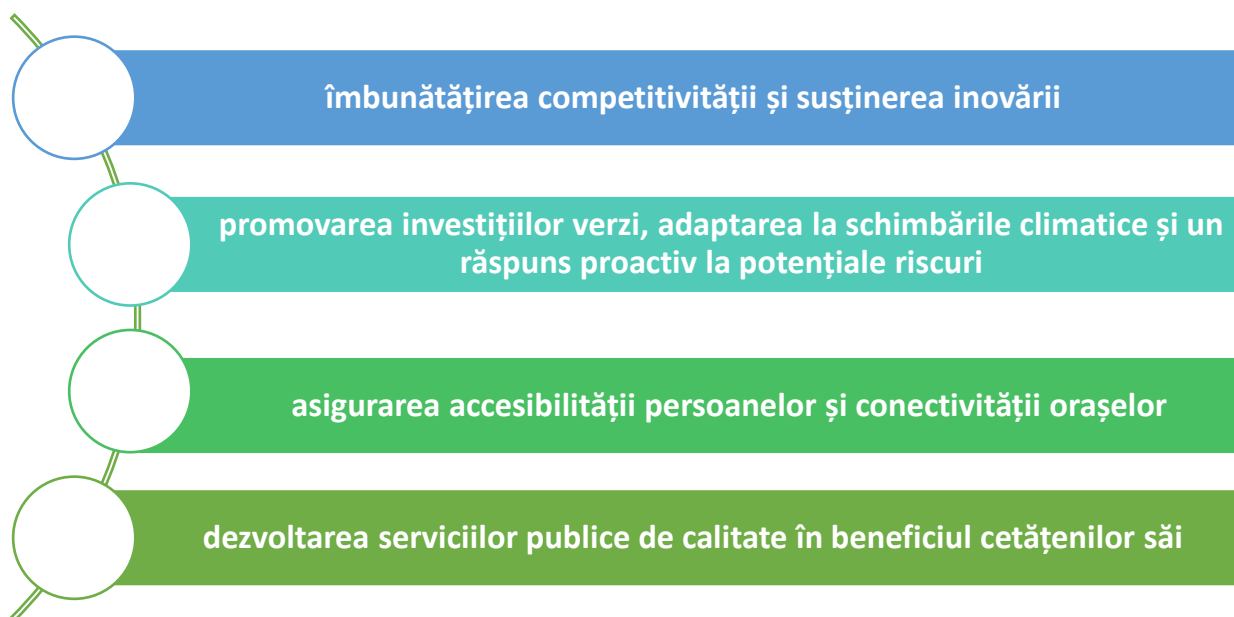 îmbunătățirea competitivității și susținerea inovării
promovarea investițiilor verzi, adaptarea la schimbările climatice și un
răspuns proactiv la potențiale riscuri
asigurarea accesibilității persoanelor și conectivității orașelor
dezvoltarea serviciilor publice de calitate în beneficiul cetățenilor săi